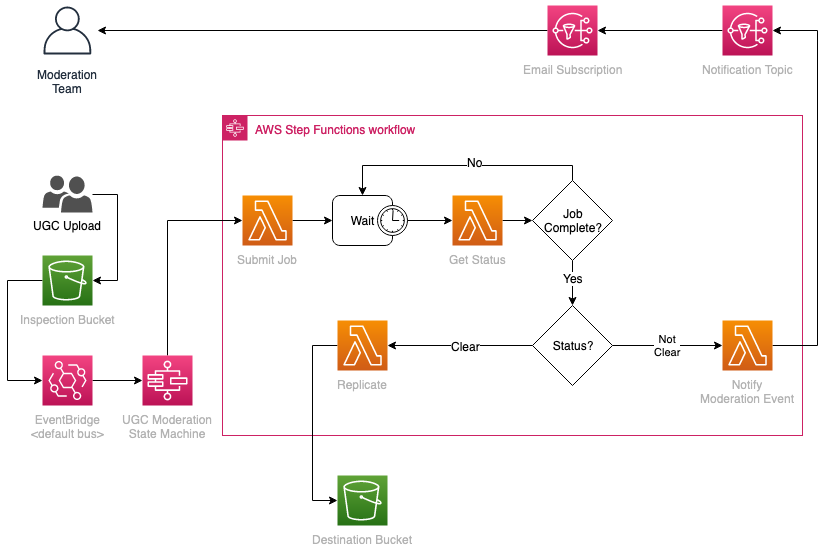 Moderation
Team
Email Subscription
Notification Topic
AWS Step Functions workflow
No
UGC Upload
Submit Job
Wait
Get Status
Job
Complete?
Yes
Inspection Bucket
Replicate
Clear
Status?
Not
Clear
Notify
Moderation Event
EventBridge
<default bus>
UGC Moderation
State Machine
Destination Bucket